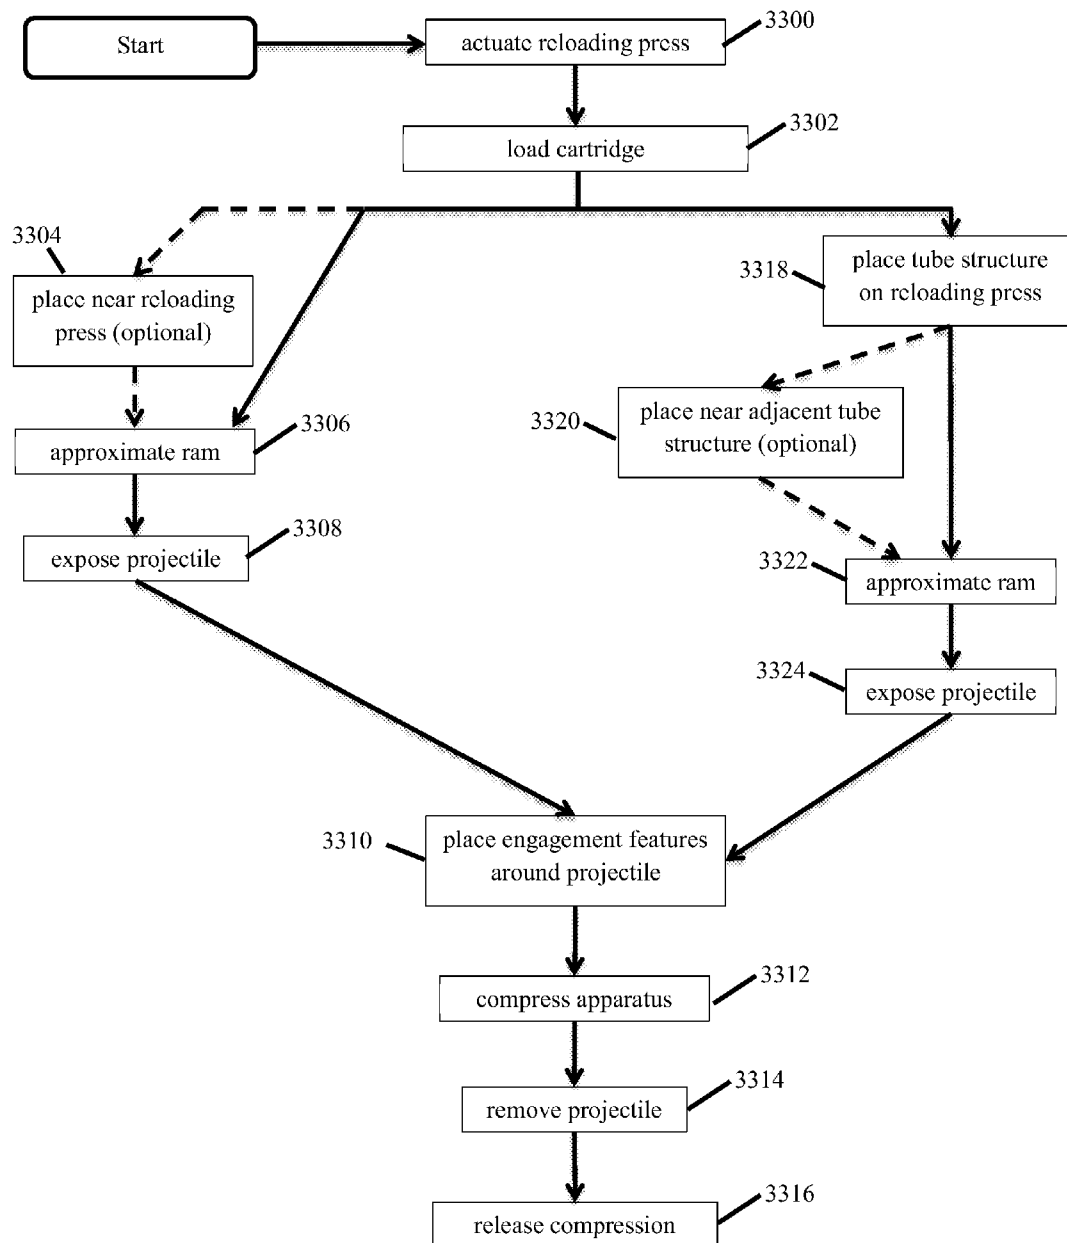 Start
actuate reloading press
3300
load cartridge
3302
3304
place near reloading
press (optional)
3318
place tube structure
on reloading press
3306
approximate ram
3320
place near adjacent tube
structure (optional)
3308
expose projectile
3322
approximate ram
3324
expose projectile
3310
place engagement features
around projectile
3312
compress apparatus
3314
remove projectile
3316
release compression